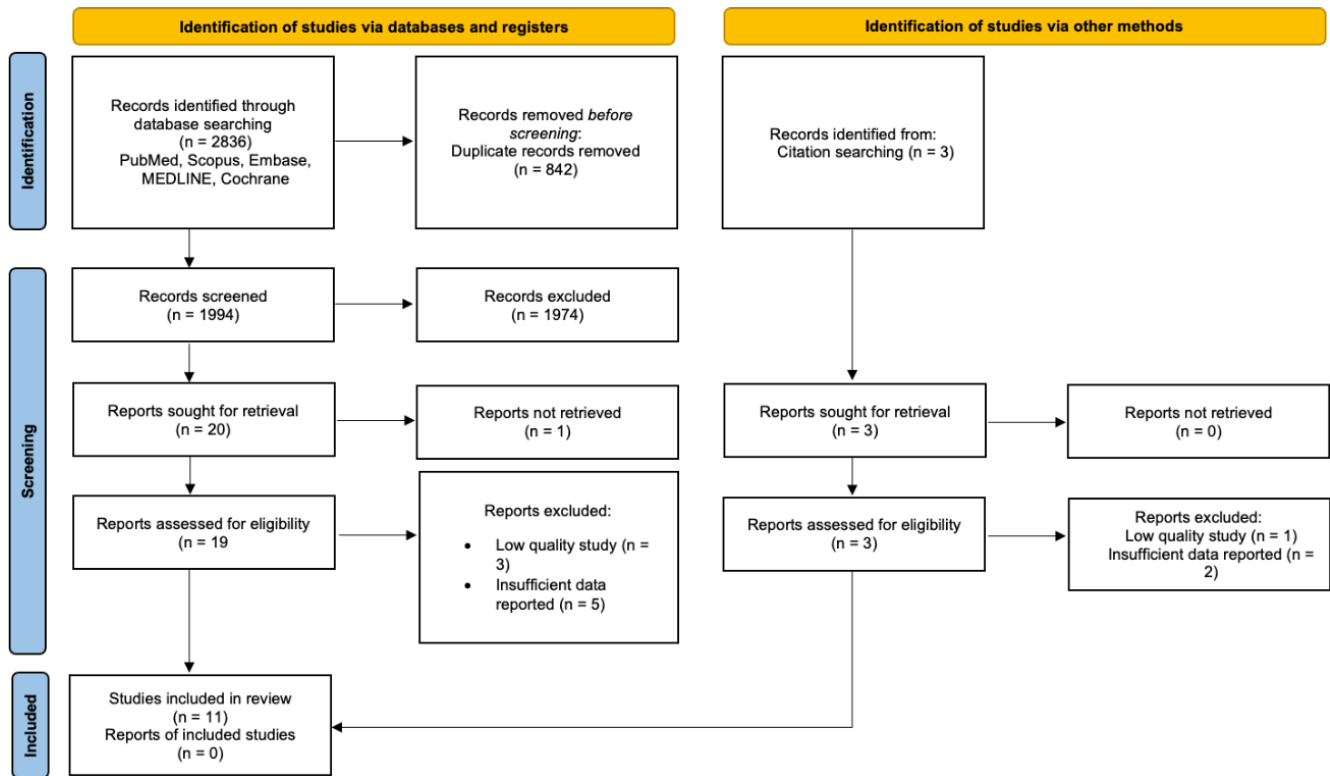 Identification of studies via databases and registers
Identification of studies via other methods
Identification
Records identified through
database searching
(n = 2836)
PubMed, Scopus, Embase,
MEDLINE, Cochrane
Records removed before
screening:
Duplicate records removed
(n = 842)
Records identified from:
Citation searching (n = 3)
Screening
Records screened
(n = 1994)
Records excluded
(n = 1974)
Reports sought for retrieval
(n = 20)
Reports not retrieved
(n = 1)
Reports sought for retrieval
(n = 3)
Reports not retrieved
(n = 0)
Reports assessed for eligibility
(n = 19
Reports excluded:
• Low quality study (n =
3)
• Insufficient data
reported (n = 5)
Reports assessed for eligibility
(n = 3)
Reports excluded:
Low quality study (n = 1)
Insufficient data reported (n =
2)
Included
Studies included in review
(n = 11)
Reports of included studies
(n = 0)